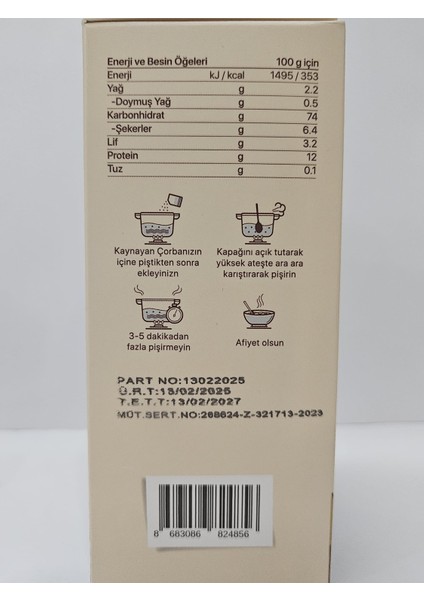 Enerji ve Besin Öğeleri 100 g için
Enerji kJ / kcal 1495 / 353
Yağ g 2.2
-Doymuş Yağ g 0.5
Karbonhidrat g 74
-Şekerler g 6.4
Lif g 3.2
Protein g 12
Tuz g 0.1
Kaynayan Çorbanızın
içine piştikten sonra
ekleyinizn
Kapağını açık tutarak
yüksek ateşte ara ara
karıştırarak pişirin
3-5 dakikadan
fazla pişirmeyin
Afiyet olsun
PART NO:13022025
Ü.R.T:13/02/2025
T.E.T.T:13/02/2027
MÜT.SERT.NO:268624-Z-321713-2023
8 683086 824856